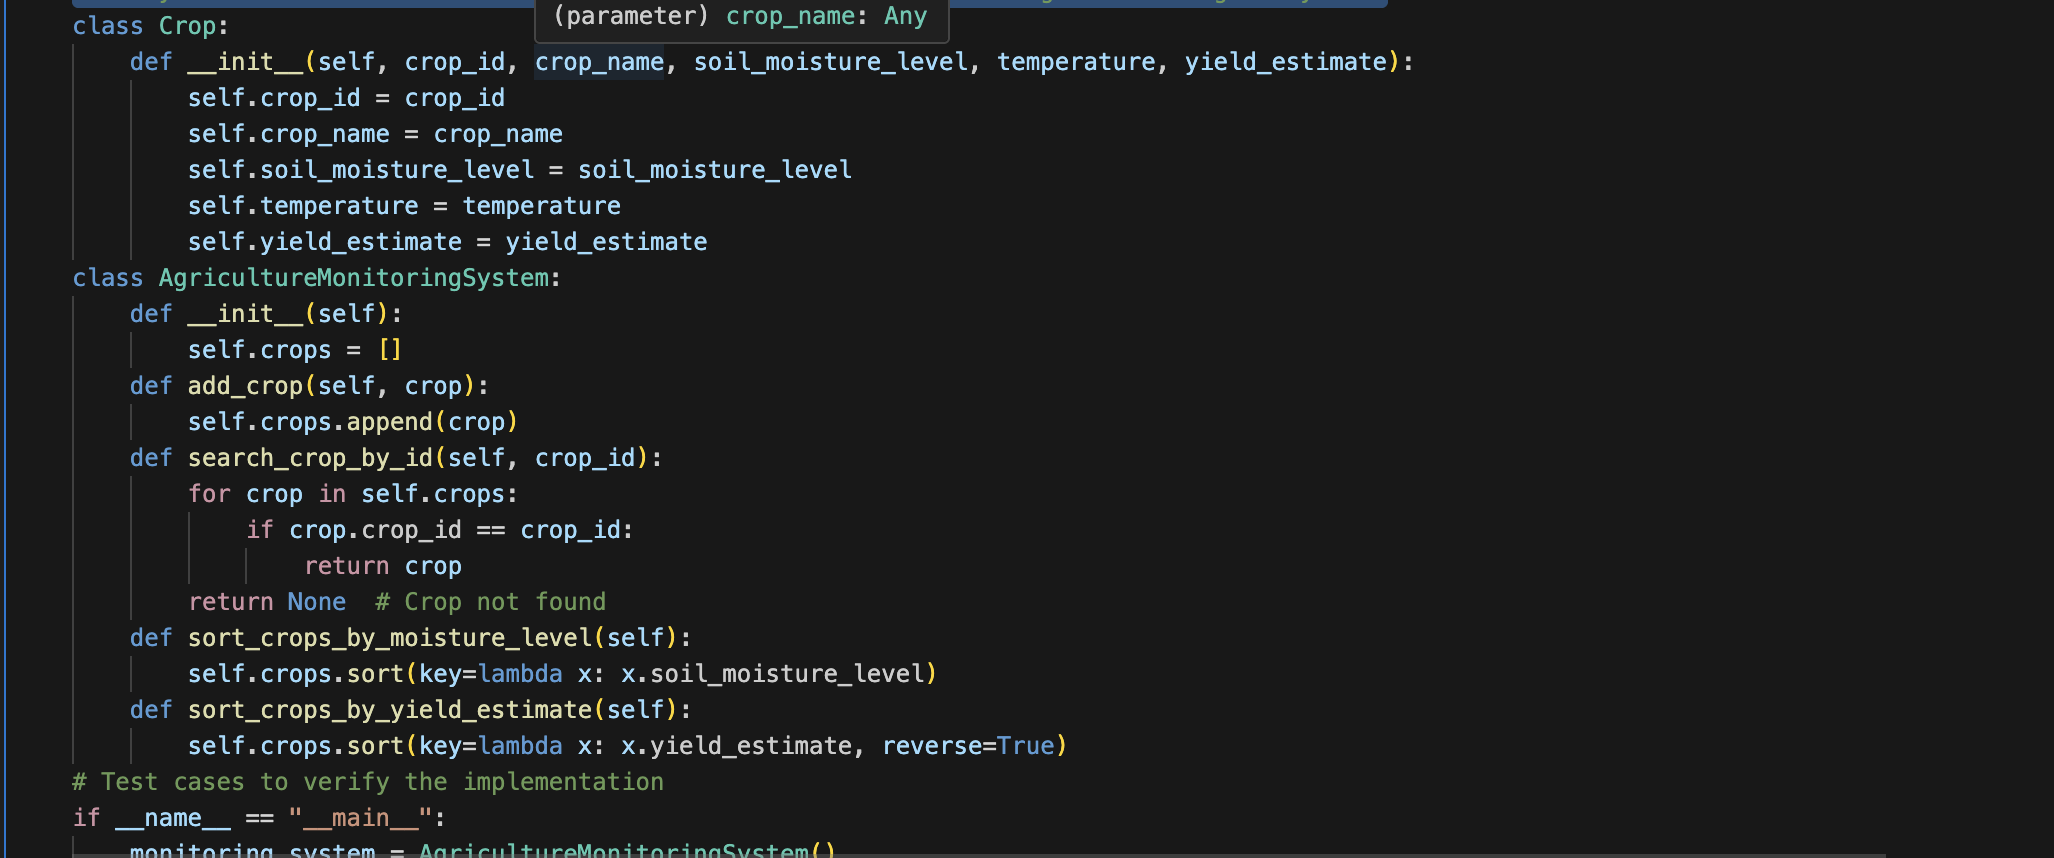 (parameter) crop_name: Any
class Crop:
    def __init__(self, crop_id, crop_name, soil_moisture_level, temperature, yield_estimate):
        self.crop_id = crop_id
        self.crop_name = crop_name
        self.soil_moisture_level = soil_moisture_level
        self.temperature = temperature
        self.yield_estimate = yield_estimate
class AgricultureMonitoringSystem:
    def __init__(self):
        self.crops = []
    def add_crop(self, crop):
        self.crops.append(crop)
    def search_crop_by_id(self, crop_id):
        for crop in self.crops:
            if crop.crop_id == crop_id:
                return crop
        return None  # Crop not found
    def sort_crops_by_moisture_level(self):
        self.crops.sort(key=lambda x: x.soil_moisture_level)
    def sort_crops_by_yield_estimate(self):
        self.crops.sort(key=lambda x: x.yield_estimate, reverse=True)
# Test cases to verify the implementation
if __name__ == "__main__":
    monitoring_system = AgricultureMonitoringSystem()